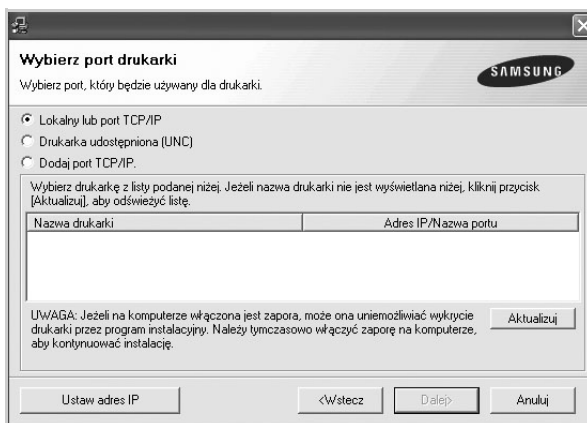 Wybierz port drukarki
Wybierz port, który będzie używany dla drukarki.
SAMSUNG
Lokalny lub port TCP/IP
Drukarka udostępniona (UNC)
Dodaj port TCP/IP.
Wybierz drukarkę z listy podanej niżej. Jeżeli nazwa drukarki nie jest wyświetlana niżej, kliknij przycisk
[Aktualizuj], aby odświeżyć listę.
Nazwa drukarki Adres IP/Nazwa portu
UWAGA: Jeżeli na komputerze włączona jest zapora, może ona uniemożliwiać wykrycie
drukarki przez program instalacyjny. Należy tymczasowo włączyć zaporę na komputerze,
aby kontynuować instalację.
Aktualizuj
Ustaw adres IP <Wstecz Dalej> Anuluj